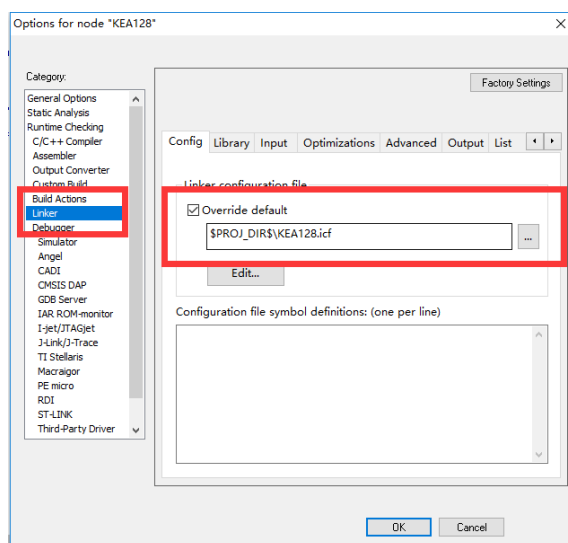 Options for node "KEA128"
Category:
General Options
Static Analysis
Runtime Checking
C/C++ Compiler
Assembler
Output Converter
Custom Build
Build Actions
Linker
Debugger
Simulator
Angel
CADI
CMSIS DAP
GDB Server
IAR ROM-monitor
I-jet/JTAGjet
J-Link/J-Trace
TI Stellaris
Macraigor
PE micro
RDI
ST-LINK
Third-Party Driver
Factory Settings
Config Library Input Optimizations Advanced Output List
Linker configuration file
Override default
$PROJ_DIR$\KEA128.icf
...
Edit...
Configuration file symbol definitions: (one per line)
OK Cancel